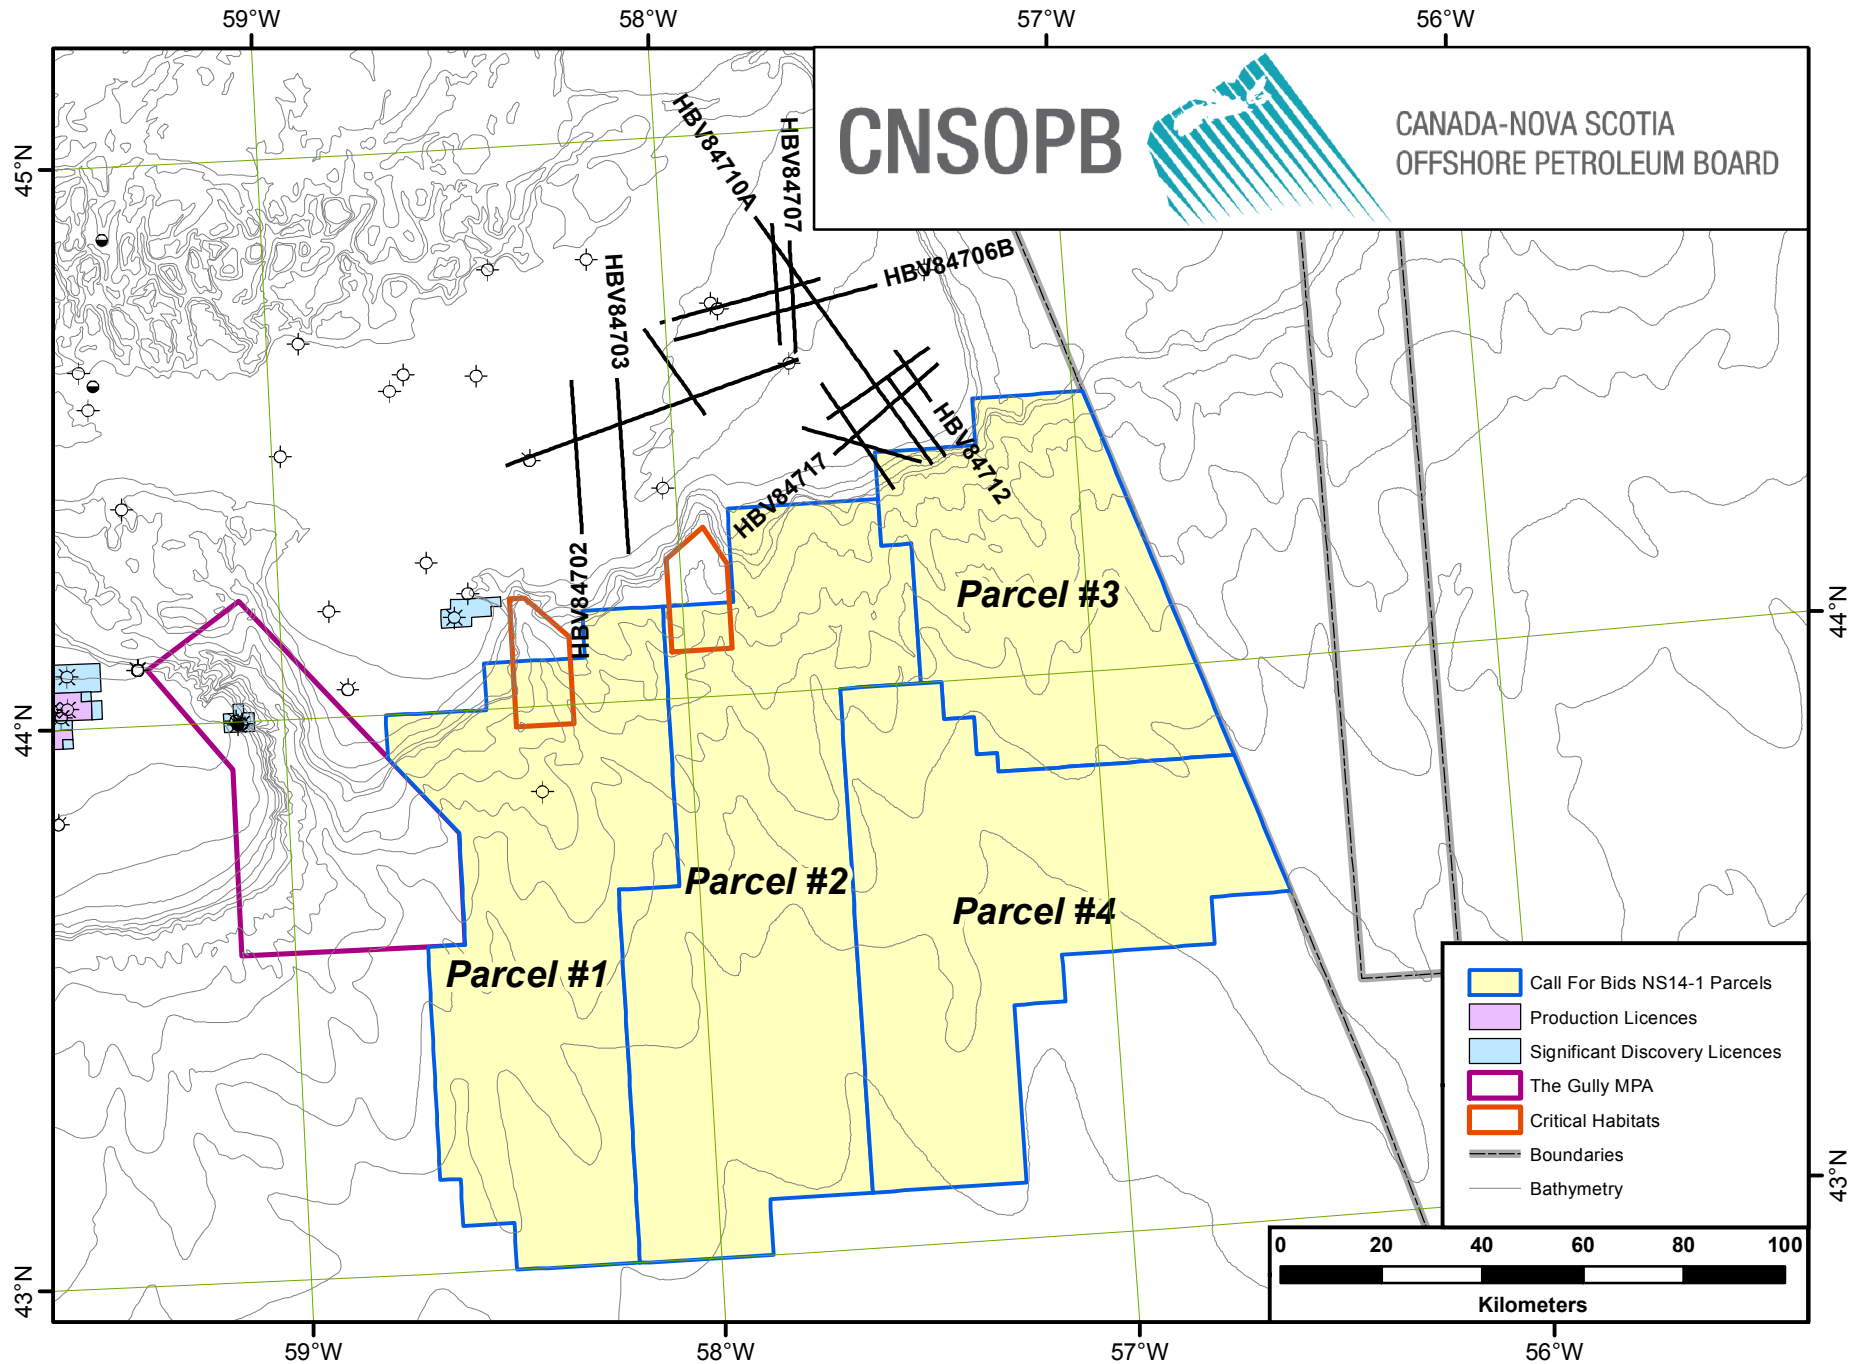 59°W
58°W
57°W
56°W
CNSOPB
CANADA-NOVA SCOTIA
OFFSHORE PETROLEUM BOARD
45°N
45°N
HBV84710A
HBV84707
HBV84706B
HBV84703
HBV84712
HBV84717
HBV84702
44°N
44°N
Parcel #3
Parcel #2
Parcel #4
Parcel #1
Call For Bids NS14-1 Parcels
Production Licences
Significant Discovery Licences
The Gully MPA
Critical Habitats
Boundaries
Bathymetry
43°N
43°N
0 20 40 60 80 100
Kilometers
59°W
58°W
57°W
56°W